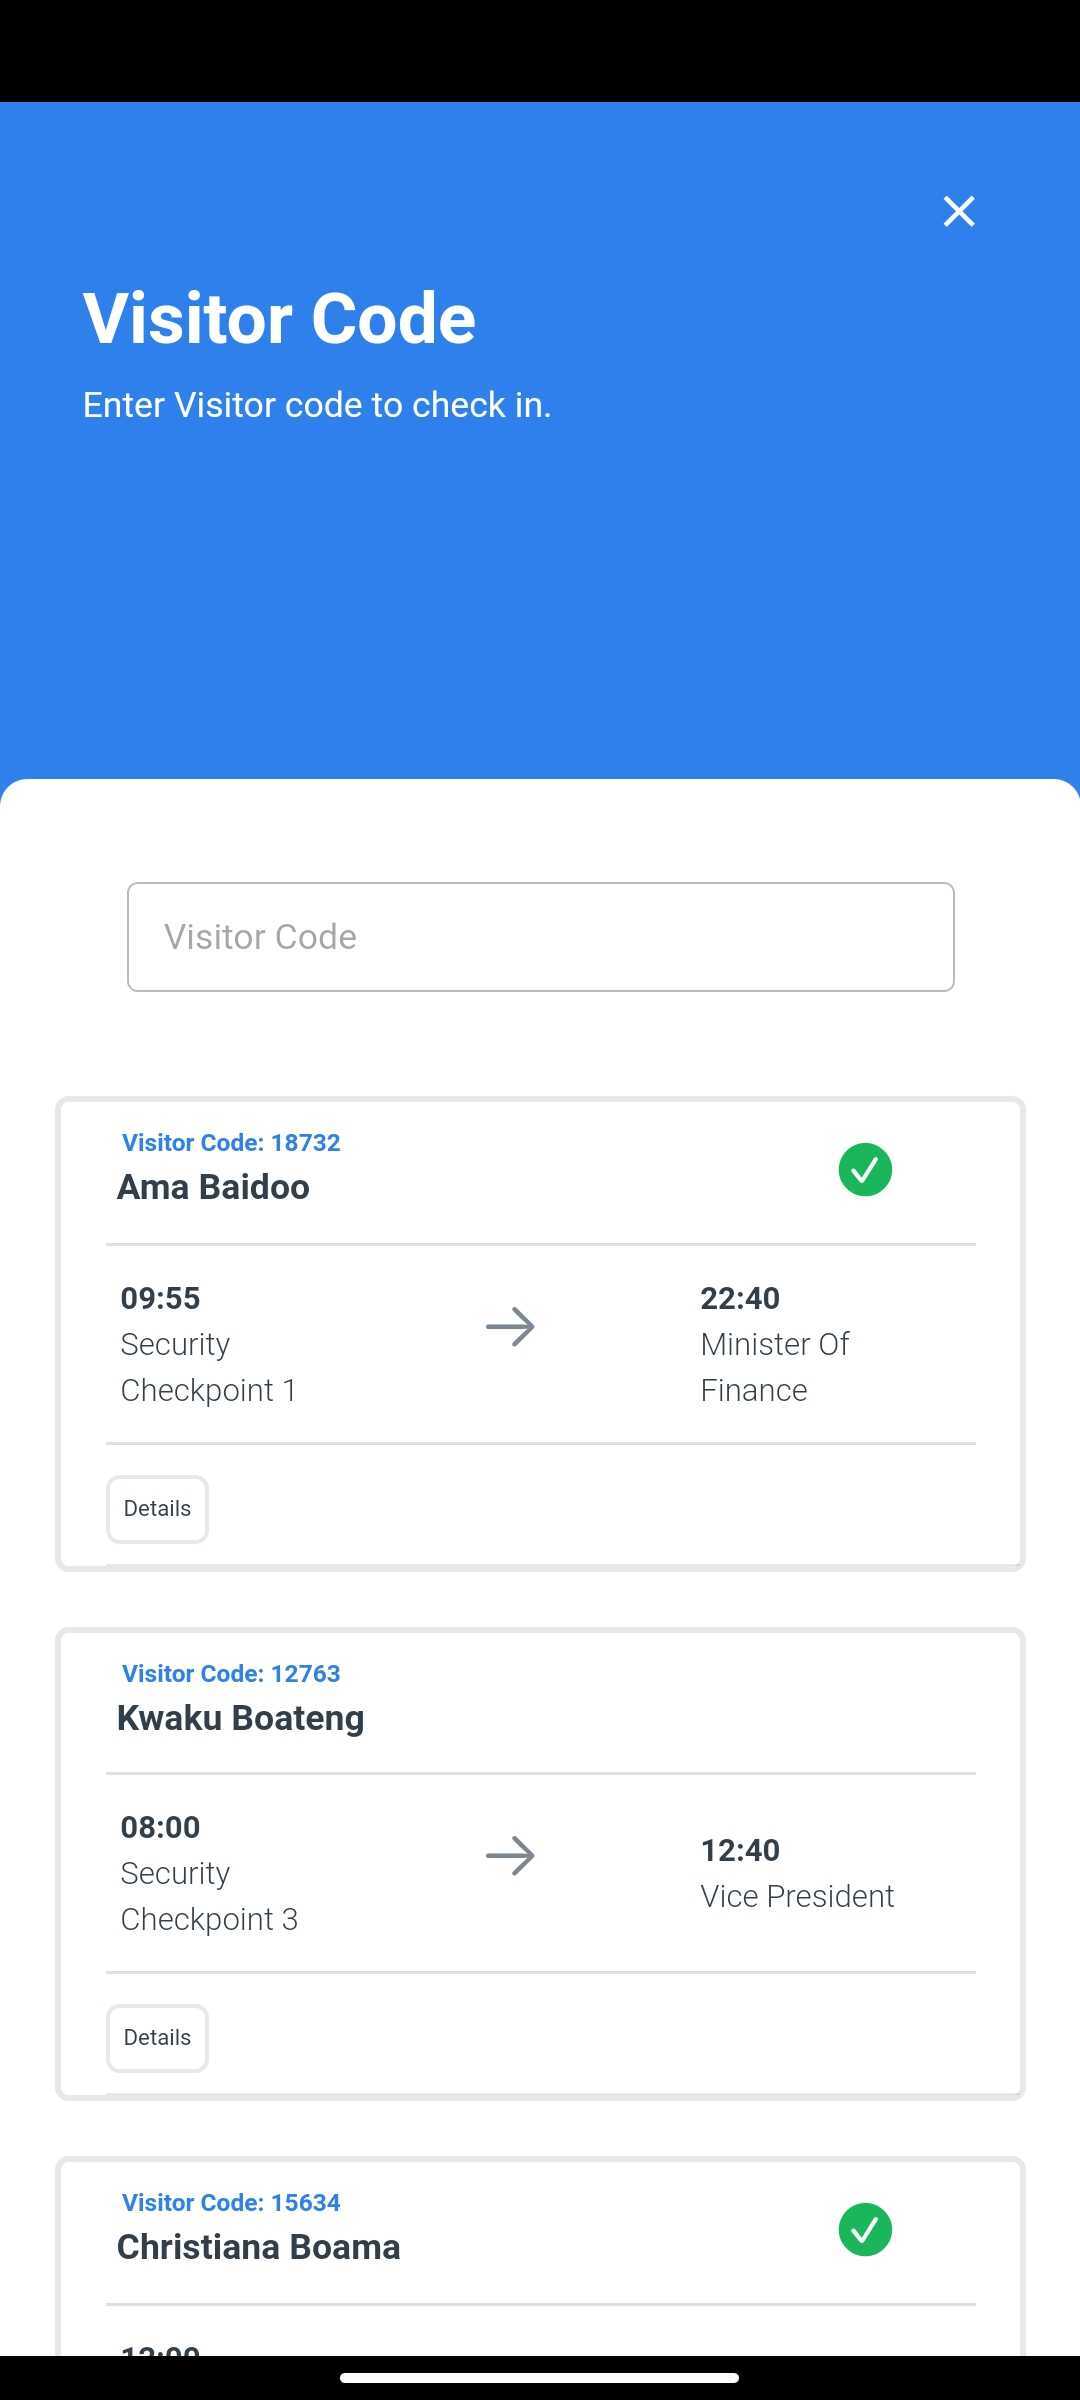 Visitor Code
Enter Visitor code to check in.
Visitor Code
Visitor Code: 18732
Ama Baidoo
09:55
Security
Checkpoint 1
22:40
Minister Of
Finance
Details
Visitor Code: 12763
Kwaku Boateng
08:00
Security
Checkpoint 3
12:40
Vice President
Details
Visitor Code: 15634
Christiana Boama